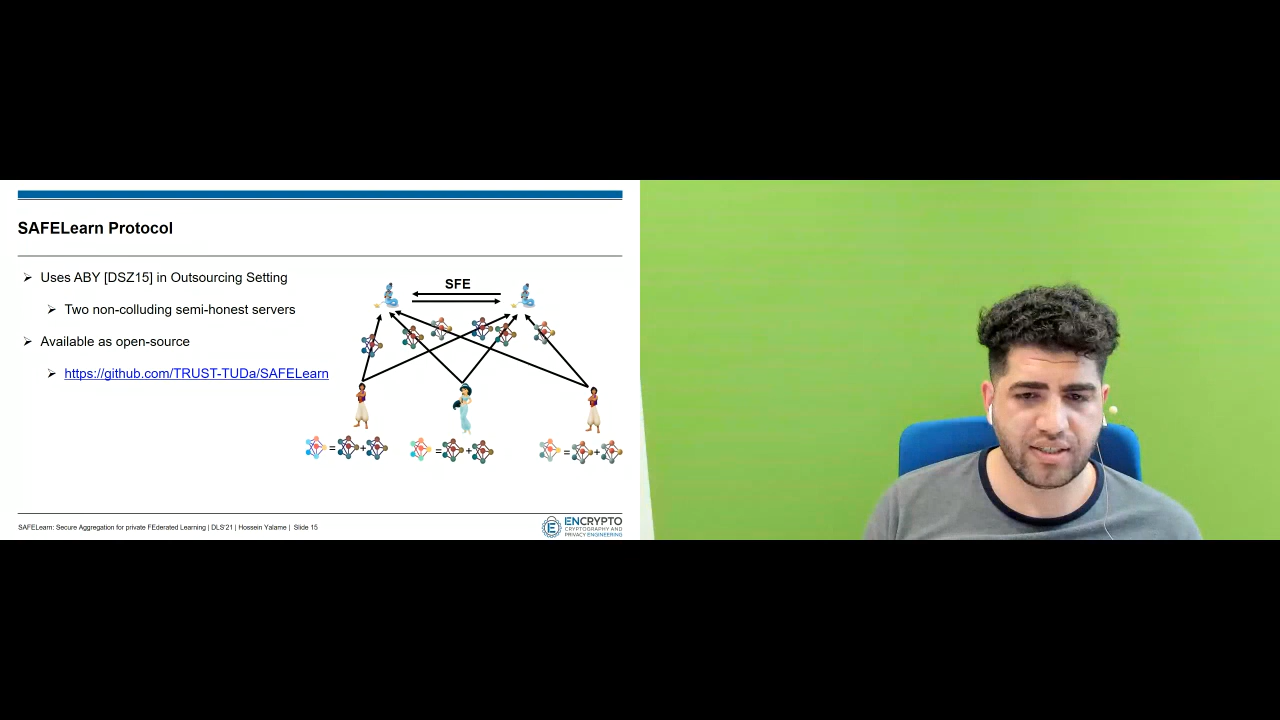 SAFELearn Protocol
➢ Uses ABY [DSZ15] in Outsourcing Setting
➢ Two non-colluding semi-honest servers
➢ Available as open-source
➢ https://github.com/TRUST-TUDa/SAFELearn
SFE
=
+
=
+
=
+
SAFELearn: Secure Aggregation for private FEderated Learning | DLS'21 | Hossein Yalame | Slide 15
E
ENCRYPTO
CRYPTOGRAPHY AND
PRIVACY ENGINEERING